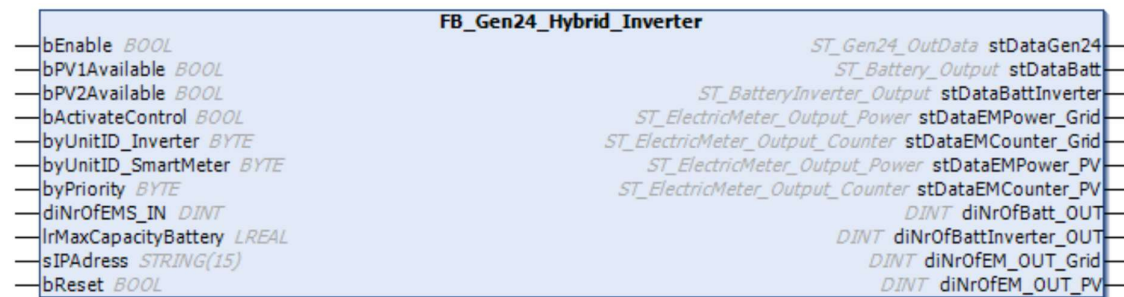 FB_Gen24_Hybrid_Inverter
bEnable BOOL ST_Gen24_OutData stDataGen24
bPV1Available BOOL ST_Battery_Output stDataBatt
bPV2Available BOOL ST_BatteryInverter_Output stDataBattInverter
bActivateControl BOOL ST_ElectricMeter_Output_Power stDataEMPower_Grid
byUnitID_Inverter BYTE ST_ElectricMeter_Output_Counter stDataEMCounter_Grid
byUnitID_SmartMeter BYTE ST_ElectricMeter_Output_Power stDataEMPower_PV
byPriority BYTE ST_ElectricMeter_Output_Counter stDataEMCounter_PV
diNrOfEMS_IN DINT DINT diNrOfBatt_OUT
lrMaxCapacityBattery LREAL DINT diNrOfBattInverter_OUT
sIPAdress STRING(15) DINT diNrOfEM_OUT_Grid
bReset BOOL DINT diNrOfEM_OUT_PV